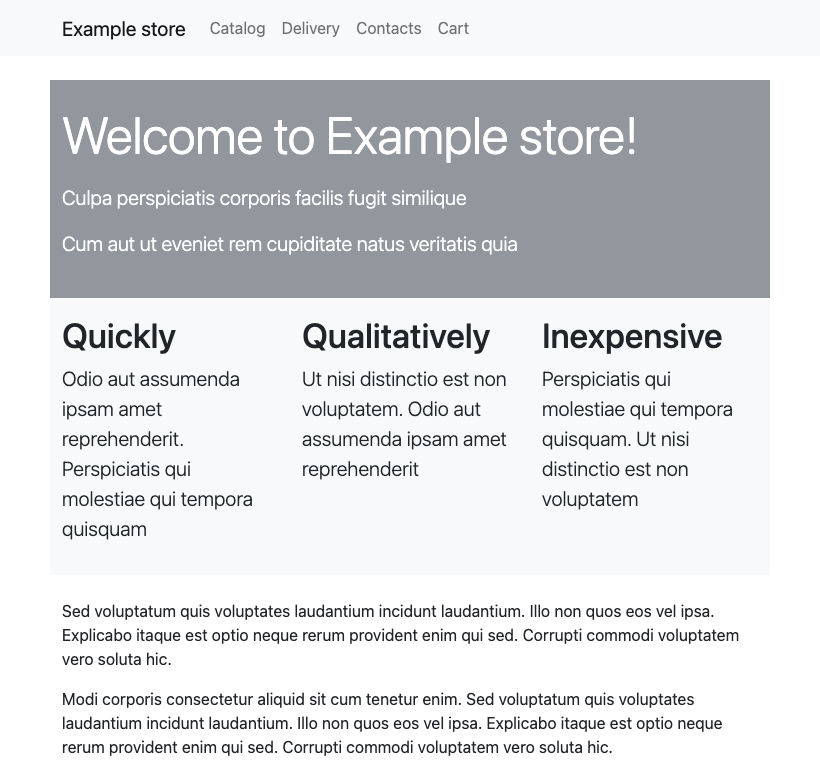 Example store Catalog Delivery Contacts Cart
Welcome to Example store!
Culpa perspiciatis corporis facilis fugit similique
Cum aut ut eveniet rem cupiditate natus veritatis quia
Quickly
Odio aut assumenda
ipsam amet
reprehenderit.
Perspiciatis qui
molestiae qui tempora
quisquam
Qualitatively
Ut nisi distinctio est non
voluptatem. Odio aut
assumenda ipsam amet
reprehenderit
Inexpensive
Perspiciatis qui
molestiae qui tempora
quisquam. Ut nisi
distinctio est non
voluptatem
Sed voluptatum quis voluptates laudantium incidunt laudantium. Illo non quos eos vel ipsa.
Explicabo itaque est optio neque rerum provident enim qui sed. Corrupti commodi voluptatem
vero soluta hic.
Modi corporis consectetur aliquid sit cum tenetur enim. Sed voluptatum quis voluptates
laudantium incidunt laudantium. Illo non quos eos vel ipsa. Explicabo itaque est optio neque
rerum provident enim qui sed. Corrupti commodi voluptatem vero soluta hic.